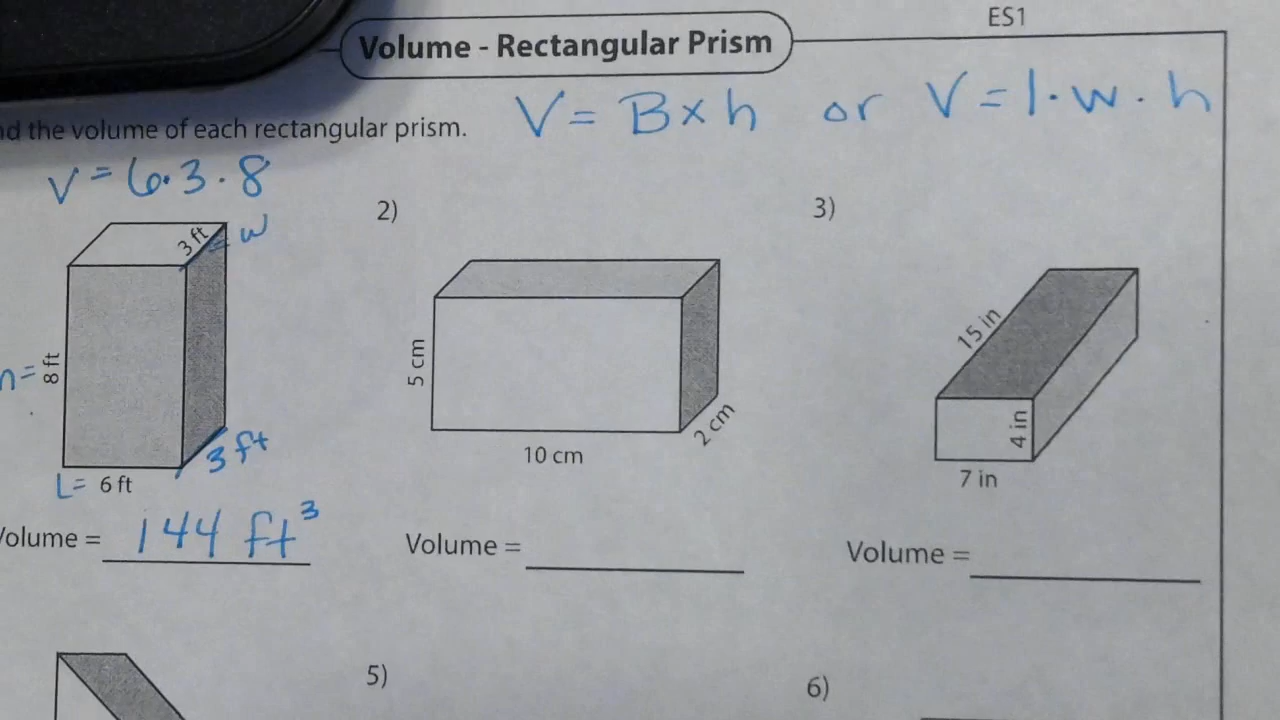 ES1
Volume - Rectangular Prism
V = B x h or V = l · w · h
the volume of each rectangular prism.
V = 6 · 3 · 8
2)
3)
3 ft
= w
8 ft
L = 6 ft
3 ft
5 cm
10 cm
2 cm
15 in
4 in
7 in
Volume = 144 ft³
Volume =
Volume =
5)
6)